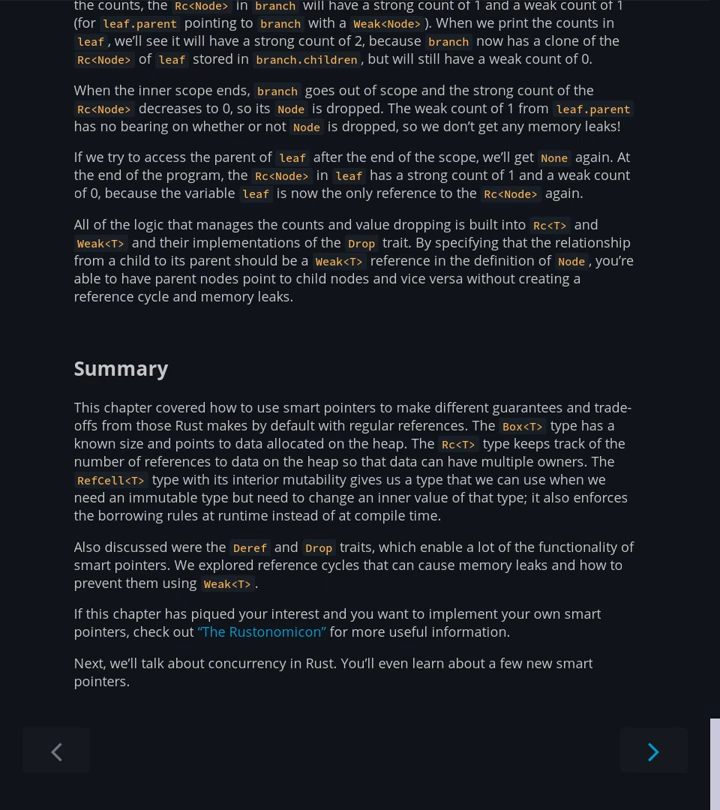 the counts, the Rc<Node> in branch will have a strong count of 1 and a weak count of 1
(for leaf.parent pointing to branch with a Weak<Node>). When we print the counts in
leaf, we’ll see it will have a strong count of 2, because branch now has a clone of the
Rc<Node> of leaf stored in branch.children, but will still have a weak count of 0.
When the inner scope ends, branch goes out of scope and the strong count of the
Rc<Node> decreases to 0, so its Node is dropped. The weak count of 1 from leaf.parent
has no bearing on whether or not Node is dropped, so we don’t get any memory leaks!
If we try to access the parent of leaf after the end of the scope, we’ll get None again. At
the end of the program, the Rc<Node> in leaf has a strong count of 1 and a weak count
of 0, because the variable leaf is now the only reference to the Rc<Node> again.
All of the logic that manages the counts and value dropping is built into Rc<T> and
Weak<T> and their implementations of the Drop trait. By specifying that the relationship
from a child to its parent should be a Weak<T> reference in the definition of Node, you’re
able to have parent nodes point to child nodes and vice versa without creating a
reference cycle and memory leaks.
Summary
This chapter covered how to use smart pointers to make different guarantees and trade-
offs from those Rust makes by default with regular references. The Box<T> type has a
known size and points to data allocated on the heap. The Rc<T> type keeps track of the
number of references to data on the heap so that data can have multiple owners. The
RefCell<T> type with its interior mutability gives us a type that we can use when we
need an immutable type but need to change an inner value of that type; it also enforces
the borrowing rules at runtime instead of at compile time.
Also discussed were the Deref and Drop traits, which enable a lot of the functionality of
smart pointers. We explored reference cycles that can cause memory leaks and how to
prevent them using Weak<T>.
If this chapter has piqued your interest and you want to implement your own smart
pointers, check out “The Rustonomicon” for more useful information.
Next, we’ll talk about concurrency in Rust. You’ll even learn about a few new smart
pointers.